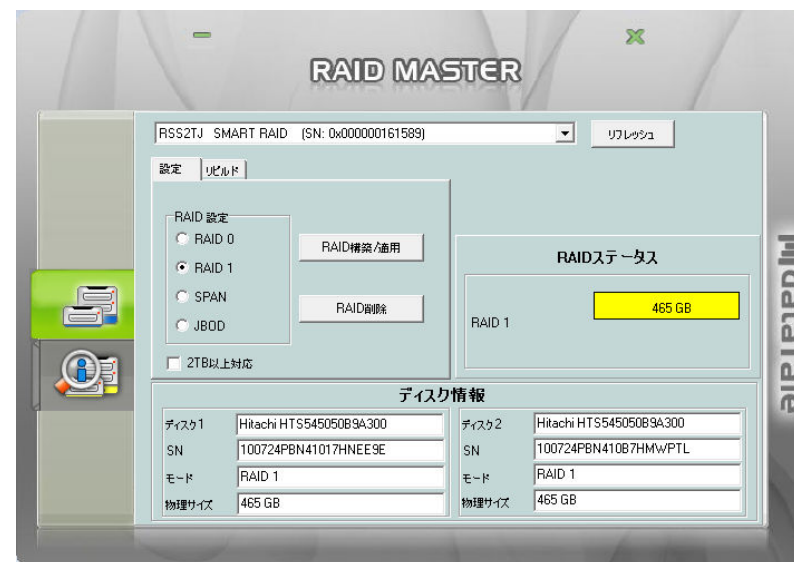 RAID MASTER
RSS2TJ SMART RAID (SN: 0x000000161589)
リフレッシュ
設定 リビルド
RAID 設定
RAID 0
RAID 1
SPAN
JBOD
2TB以上対応
RAID構築/適用
RAID削除
RAIDステータス
RAID 1 465 GB
ディスク情報
ディスク1 Hitachi HTS545050B9A300
SN 100724PBN41017HNEE9E
モード RAID 1
物理サイズ 465 GB
ディスク2 Hitachi HTS545050B9A300
SN 100724PBN410B7HMWPTL
モード RAID 1
物理サイズ 465 GB